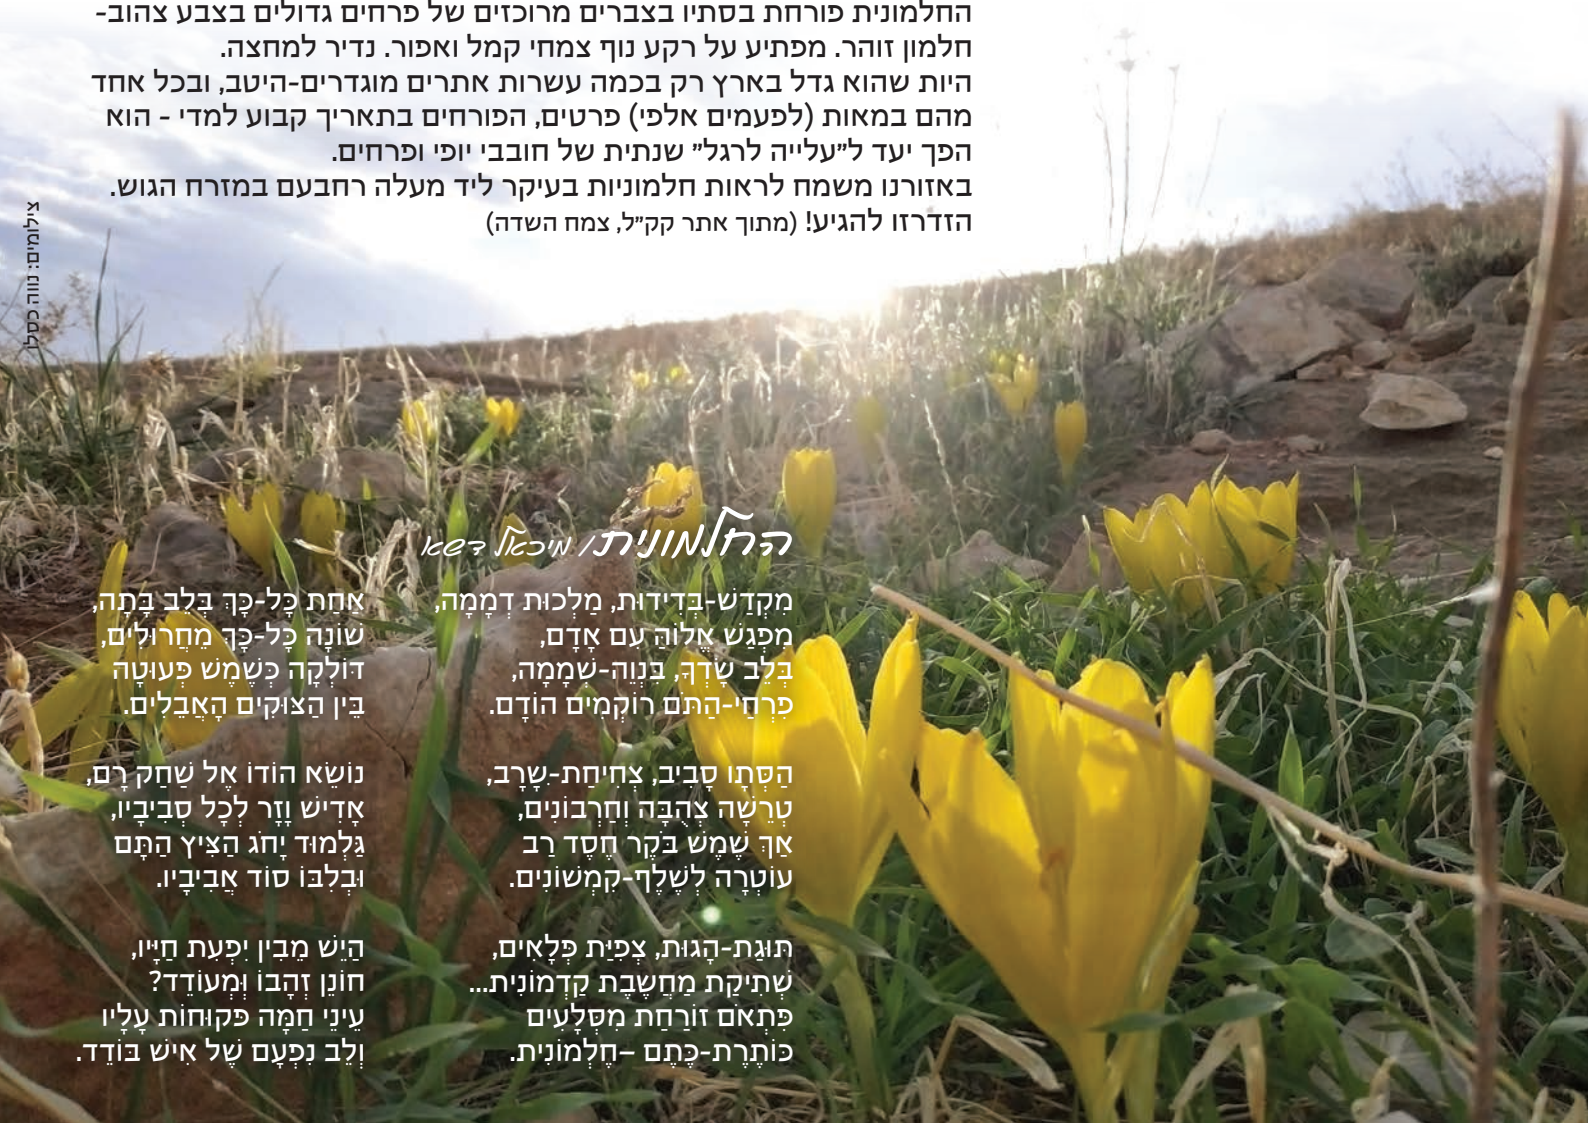 החלמונית פורחת בסתיו בצברים מרוכזים של פרחים גדולים בצבע צהוב-
חלמון זוהר. מפתיע על רקע נוף צמחי קמל ואפור. נדיר למחצה.
היות שהוא גדל בארץ רק בכמה עשרות אתרים מוגדרים-היטב, ובכל אחד
מהם במאות (לפעמים אלפי) פרטים, הפורחים בתאריך קבוע למדי - הוא
הפך יעד ל״עלייה לרגל״ שנתית של חובבי יופי ופרחים.
באזורנו משמח לראות חלמוניות בעיקר ליד מעלה רחבעם במזרח הגוש.
הזדרזו להגיע! (מתוך אתר קק״ל, צמח השדה)
צילומים: נווה כסלו
החלמונית/ מיכאל דשא
מִקְדַּשׁ-בְּדִידוּת, מַלְכוּת דְּמָמָה,
מִפְגַּשׁ אֱלוֹהַּ עִם אָדָם,
בְּלֵב שָׂדְךָ, בִּנְוֵה-שְׁמָמָה,
פִּרְחַי-הַתֹּם רוֹקְמִים הוֹדָם.
הַסְּתָו סָבִיב, צְחִיחַת-שָׁרָב,
טְרֵשָׁה צְהֻבָּה וְחַרְבוֹנִים,
אַךְ שֶׁמֶשׁ בֹּקֶר חֶסֶד רַב
עוֹטְרָה לְשֶׁלֶף-קִמְשׁוֹנִים.
תּוּגַת-הָגוּת, צְפִיַּת פְּלָאִים,
שְׁתִיקַת מַחֲשֶׁבֶת קַדְמוֹנִית...
פִּתְאֹם זוֹרַחַת מִסְּלָעִים
כּוֹתֶרֶת-כֶּתֶם –חֶלְמוֹנִית.
אַחַת כָּל-כָּךְ בְּלֵב בָּתָה,
שׁוֹנָה כָּל-כָּךְ מֵחֲרוּלִים,
דּוֹלְקָה כְּשֶׁמֶשׁ פְּעוּטָה
בֵּין הַצּוּקִים הָאֲבֵלִים.
נוֹשֵׂא הוֹדוֹ אֶל שַׁחַק רָם,
אָדִישׁ וָזָר לְכָל סְבִיבָיו,
גַּלְמוּד יָחֹג הַצִּיץ הַתָּם
וּבְלִבּוֹ סוֹד אֲבִיבָיו.
הַיֵּשׁ מֵבִין יִפְעַת חַיָּיו,
חוֹנֵן זְהָבוֹ וּמְעוֹדֵד?
עֵינֵי חַמָּה פְּקוּחוֹת עָלָיו
וְלֵב נִפְעָם שֶׁל אִישׁ בּוֹדֵד.